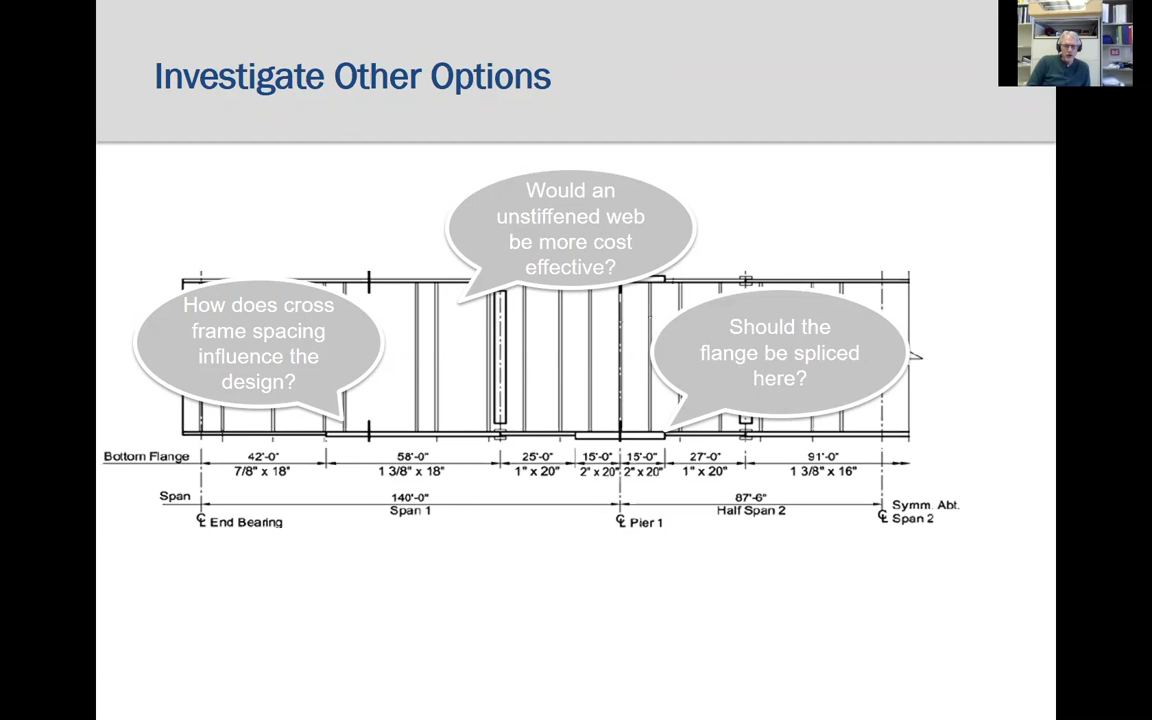 Investigate Other Options
Would an
unstiffened web
be more cost
effective?
How does cross
frame spacing
influence the
design?
Should the
flange be spliced
here?
Bottom Flange
42'-0" 58'-0" 25'-0" 15'-0" 15'-0" 27'-0" 91'-0"
7/8" x 18" 1 3/8" x 18" 1" x 20" 2" x 20" 2" x 20" 1" x 20" 1 3/8" x 16"
Span
140'-0" 87'-6"
Span 1 Half Span 2
℄ End Bearing
℄ Pier 1
Symm. Abt.
℄ Span 2